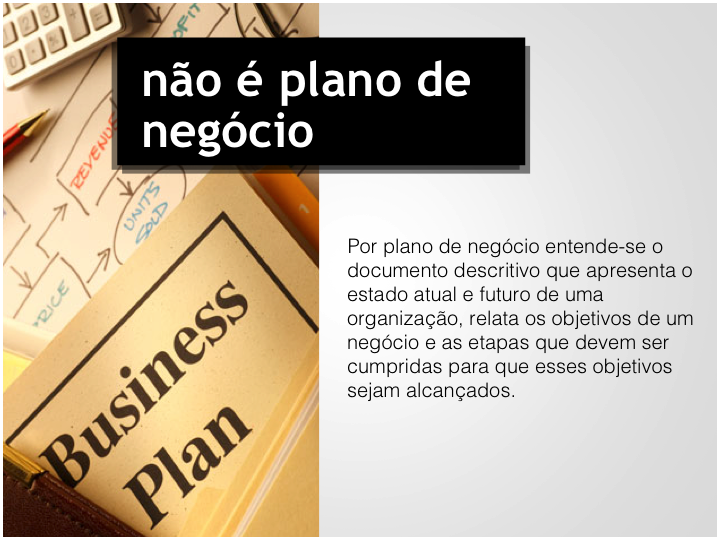 não é plano de
negócio
OFIT
REVENUE
UNITS
SOLD
PRICE
Business
Plan
Por plano de negócio entende-se o
documento descritivo que apresenta o
estado atual e futuro de uma
organização, relata os objetivos de um
negócio e as etapas que devem ser
cumpridas para que esses objetivos
sejam alcançados.